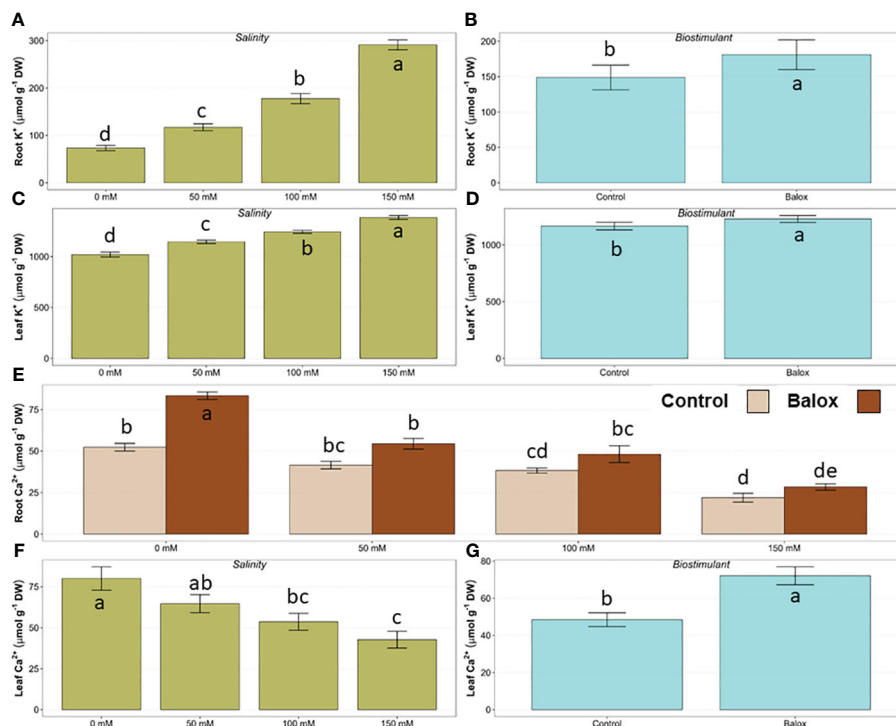 A
Salinity
Root K⁺ (μmol g⁻¹ DW)
300
200
100
0
d
c
b
a
0 mM
50 mM
100 mM
150 mM
B
Biostimulant
Root K⁺ (μmol g⁻¹ DW)
200
150
100
50
0
b
a
Control
Balox
C
Salinity
Leaf K⁺ (μmol g⁻¹ DW)
1000
500
0
d
c
b
a
0 mM
50 mM
100 mM
150 mM
D
Biostimulant
Leaf K⁺ (μmol g⁻¹ DW)
1000
500
0
b
a
Control
Balox
E
Control
Balox
Root Ca²⁺ (μmol g⁻¹ DW)
75
50
25
0
b
a
bc
b
cd
bc
d
de
0 mM
50 mM
100 mM
150 mM
F
Salinity
Leaf Ca²⁺ (μmol g⁻¹ DW)
75
50
25
0
a
ab
bc
c
0 mM
50 mM
100 mM
150 mM
G
Biostimulant
Leaf Ca²⁺ (μmol g⁻¹ DW)
80
60
40
20
0
b
a
Control
Balox